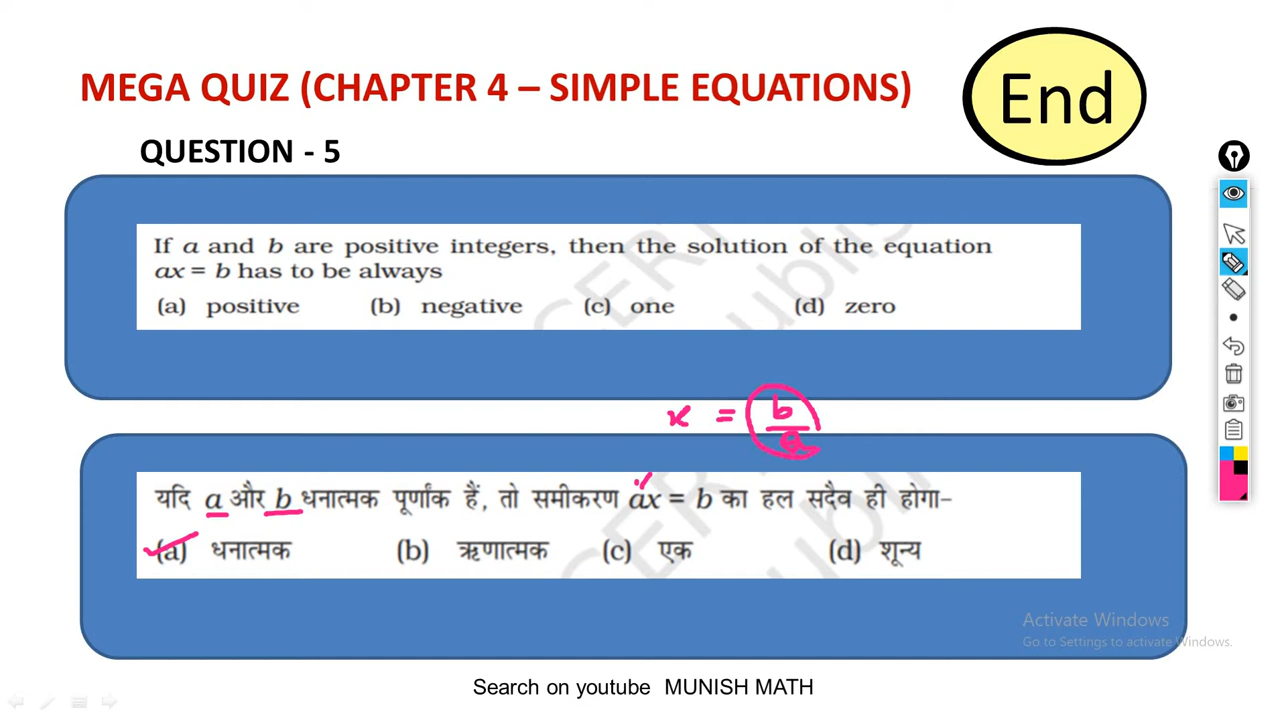 MEGA QUIZ (CHAPTER 4 – SIMPLE EQUATIONS)
End
QUESTION - 5
If a and b are positive integers, then the solution of the equation
ax = b has to be always
(a) positive (b) negative (c) one (d) zero
x = b/a
यदि a और b धनात्मक पूर्णांक हैं, तो समीकरण ax = b का हल सदैव ही होगा–
(a) धनात्मक (b) ऋणात्मक (c) एक (d) शून्य
Activate Windows
Go to Settings to activate Windows.
Search on youtube MUNISH MATH